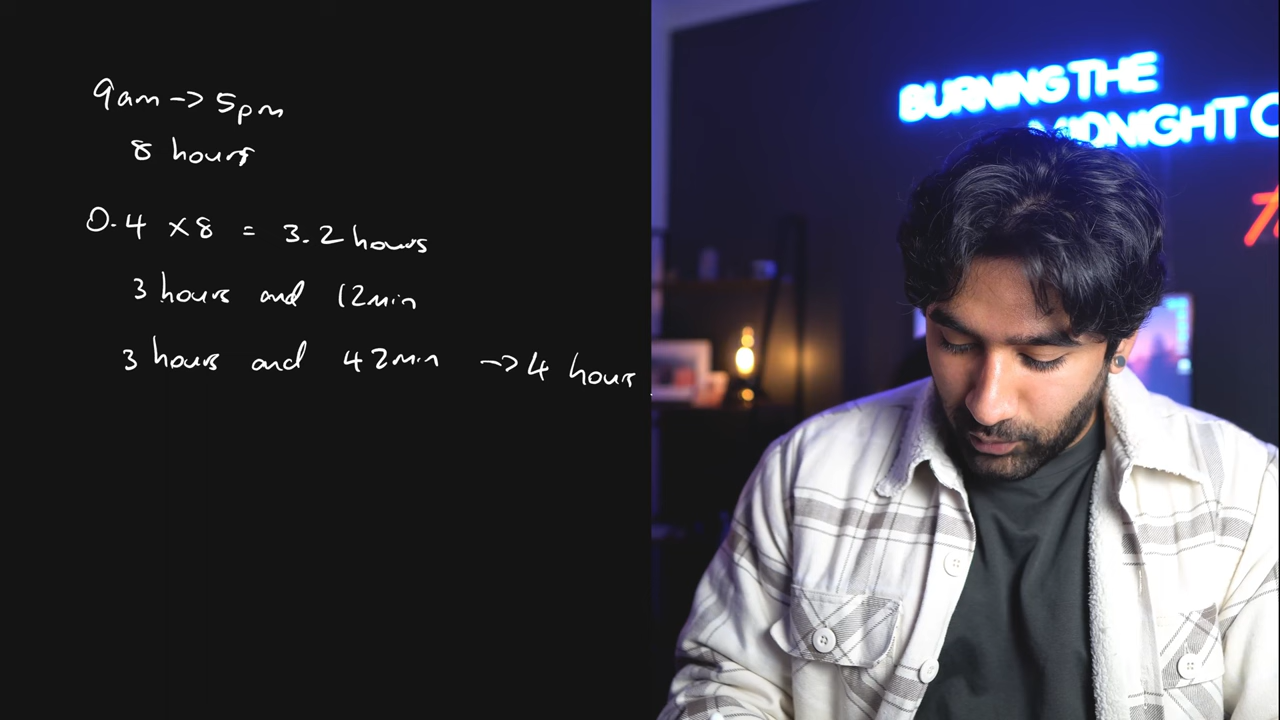 9am -> 5pm
8 hours
0.4 × 8 = 3.2 hours
3 hours and 12min
3 hours and 42min -> 4 hours
BURNING THE
MIDNIGHT